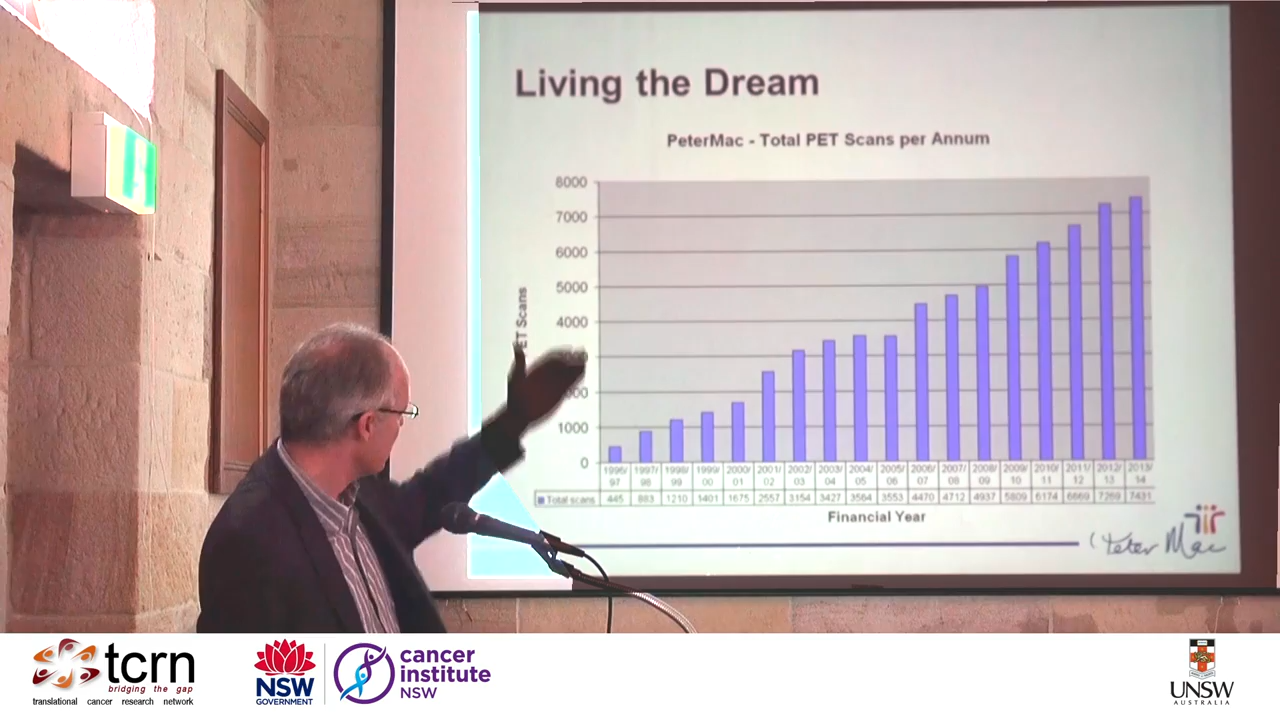 Living the Dream
PeterMac - Total PET Scans per Annum
8000
7000
6000
5000
4000
1000
0
1996/97 1997/98 1998/99 1999/00 2000/01 2001/02 2002/03 2003/04 2004/05 2005/06 2006/07 2007/08 2008/09 2009/10 2010/11 2011/12 2012/13 2013/14
Total scans 445 883 1210 1401 1675 2557 3154 3427 3564 3553 4470 4712 4937 5809 6174 6669 7269 7431
Scans
Financial Year
Peter Mac
tcrn
bridging the gap
translational cancer research network
NSW
GOVERNMENT
cancer
institute
NSW
UNSW
AUSTRALIA